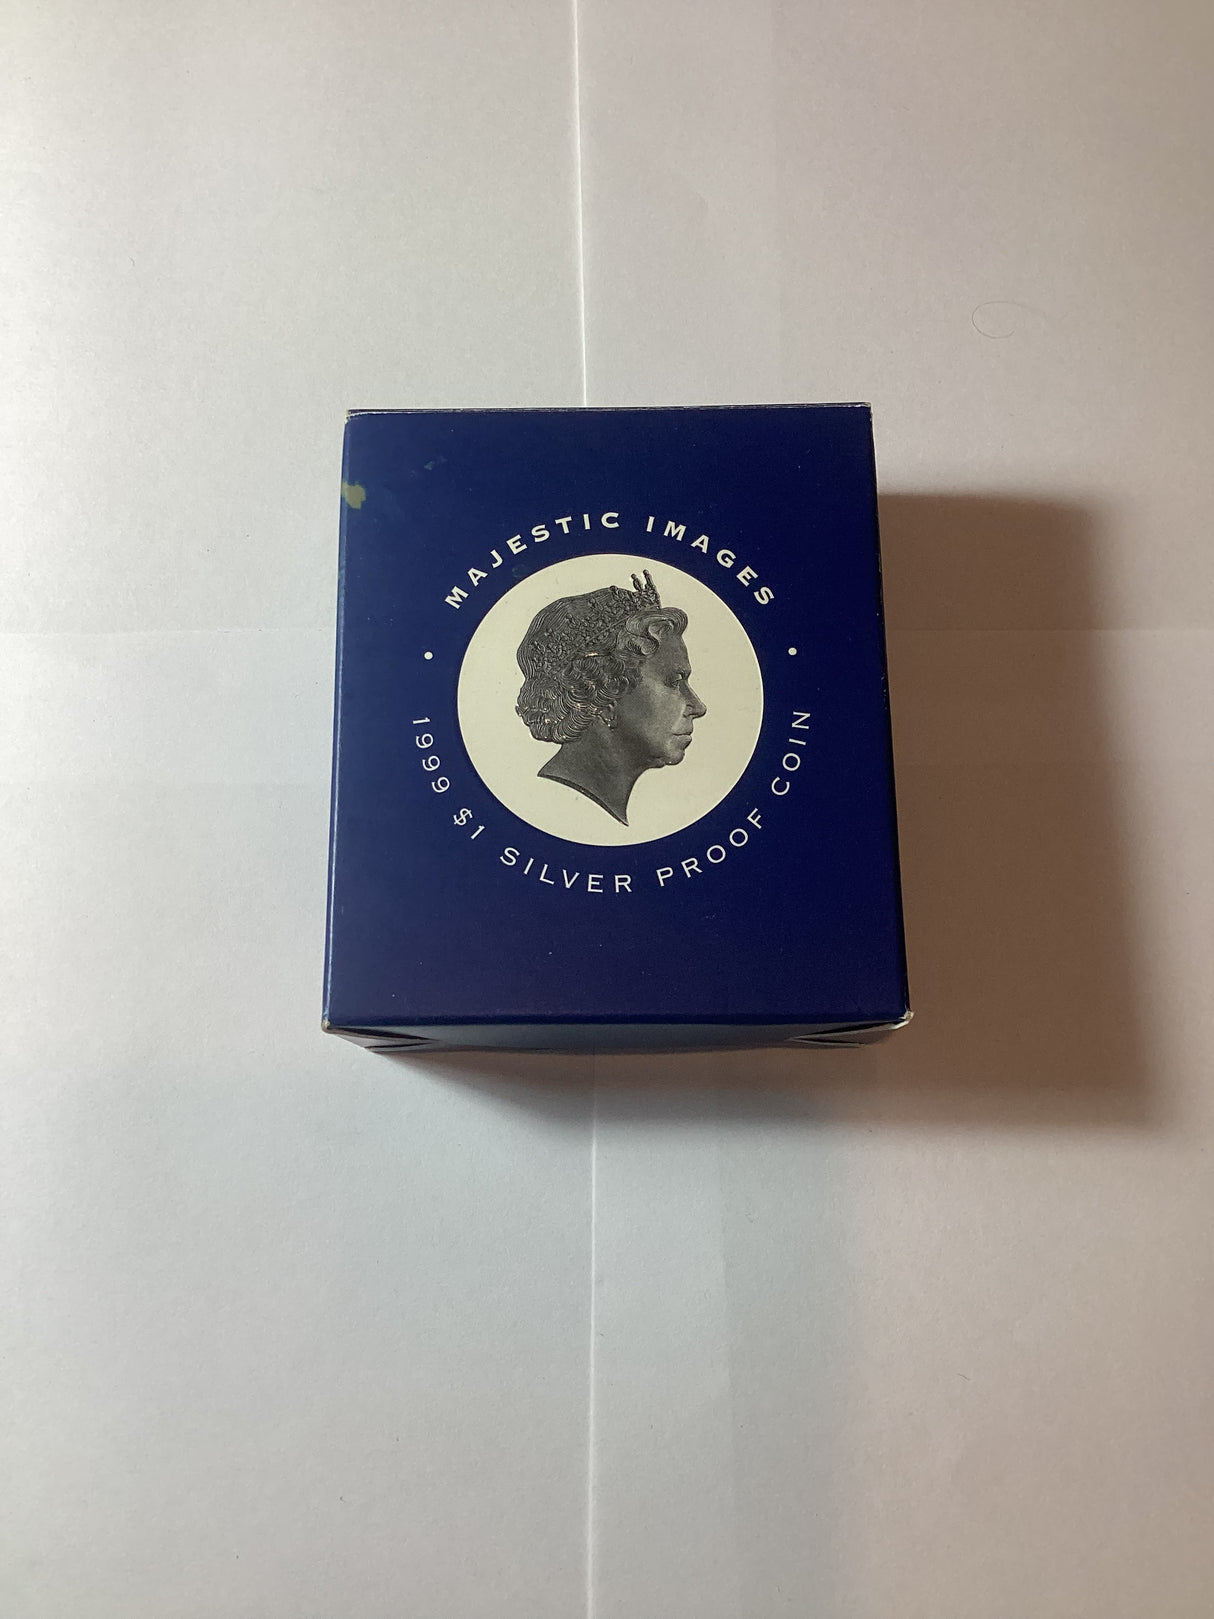 MAJESTIC IMAGES
1999 $1 SILVER PROOF COIN